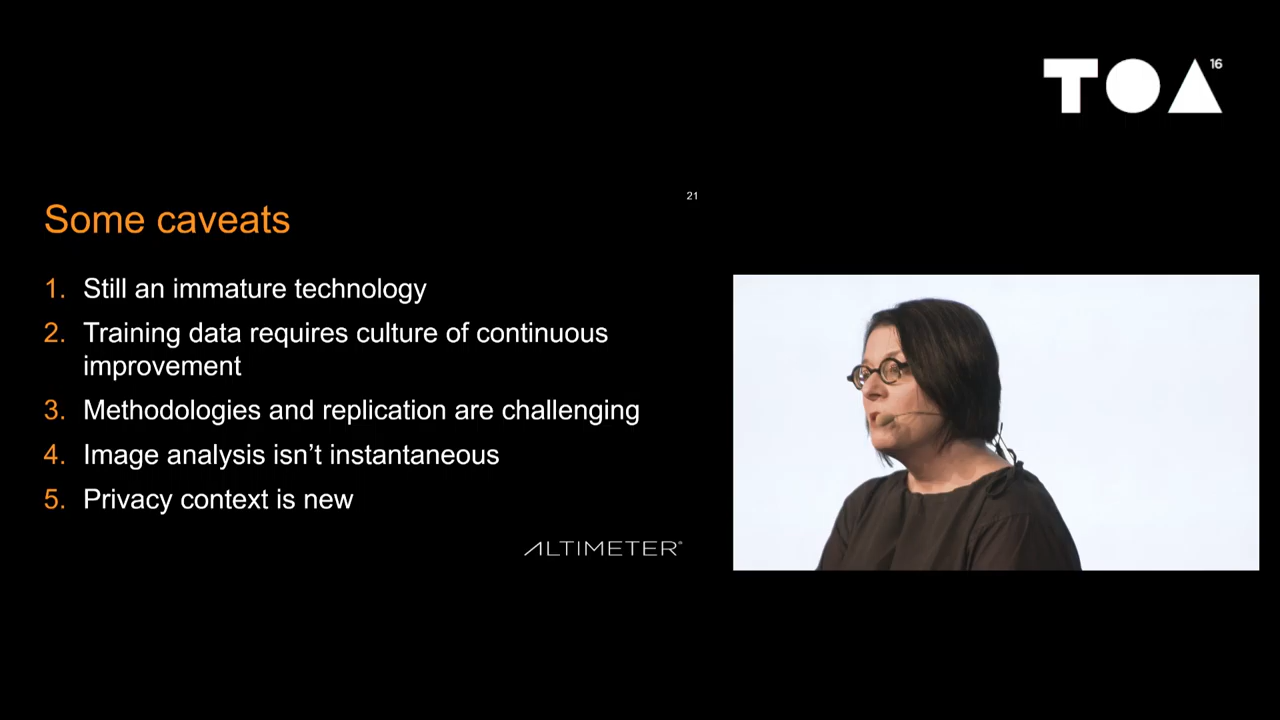 TOA 16
21
Some caveats
1. Still an immature technology
2. Training data requires culture of continuous
improvement
3. Methodologies and replication are challenging
4. Image analysis isn’t instantaneous
5. Privacy context is new
ALTIMETER®